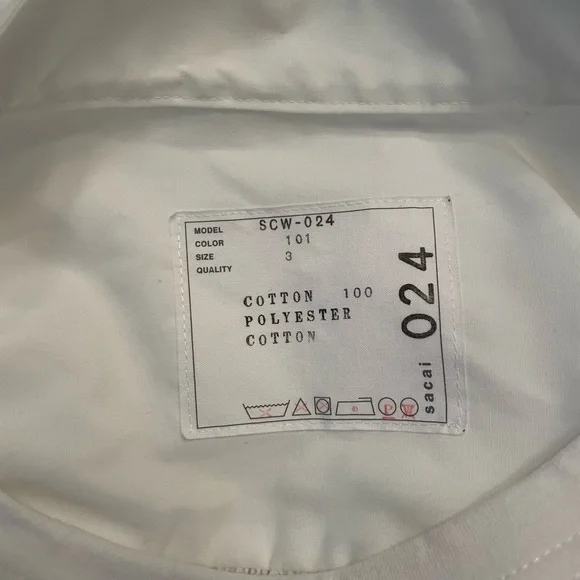 MODEL SCW-024
COLOR 101
SIZE 3
QUALITY
COTTON 100
POLYESTER
COTTON
P W
sacai 024